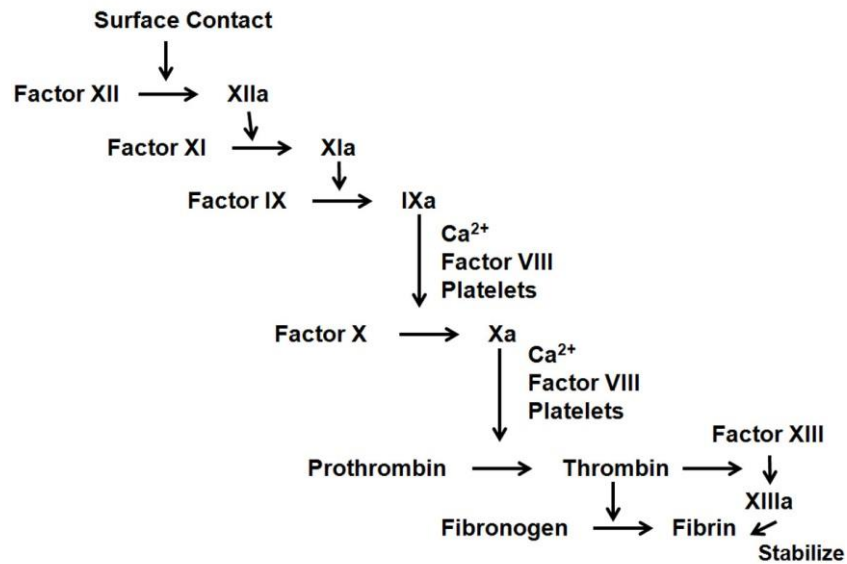 Surface Contact
Factor XII XIIa
Factor XI XIa
Factor IX IXa
Ca²⁺
Factor VIII
Platelets
Factor X Xa
Ca²⁺
Factor VIII
Platelets
Factor XIII
Prothrombin Thrombin
XIIIa
Fibronogen Fibrin
Stabilize